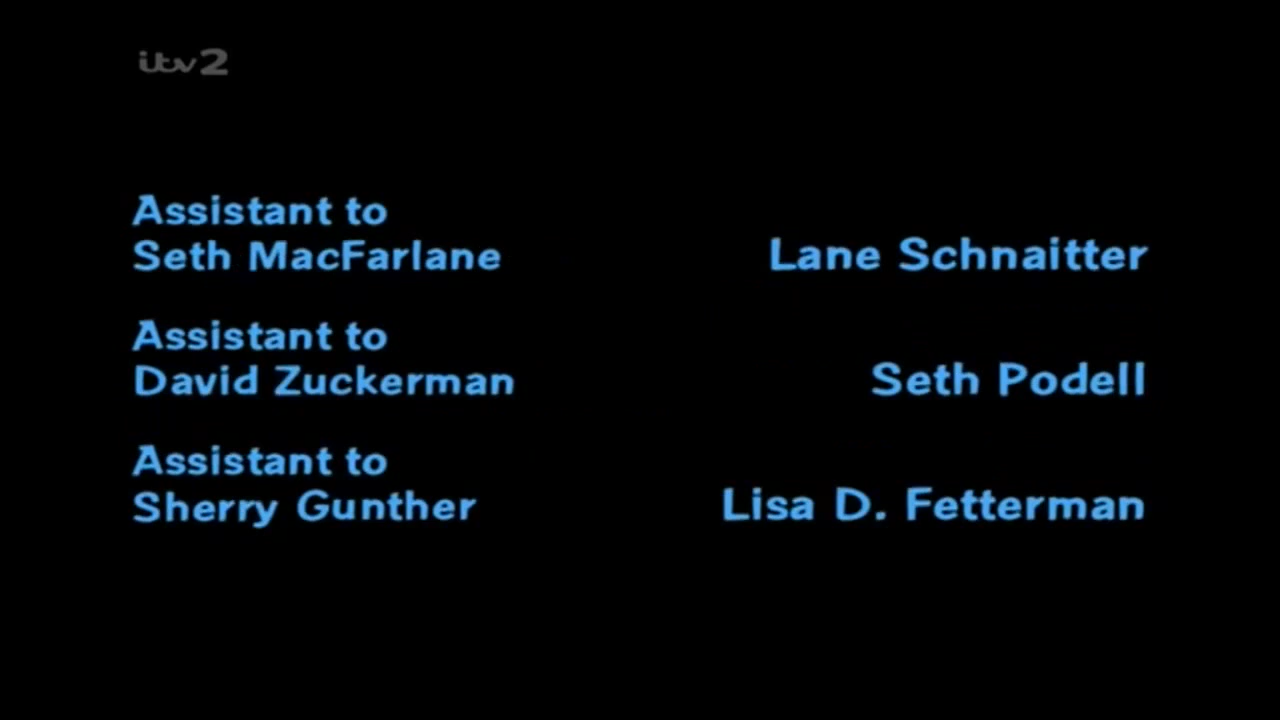 itv2
Assistant to
Seth MacFarlane Lane Schnaitter
Assistant to
David Zuckerman Seth Podell
Assistant to
Sherry Gunther Lisa D. Fetterman